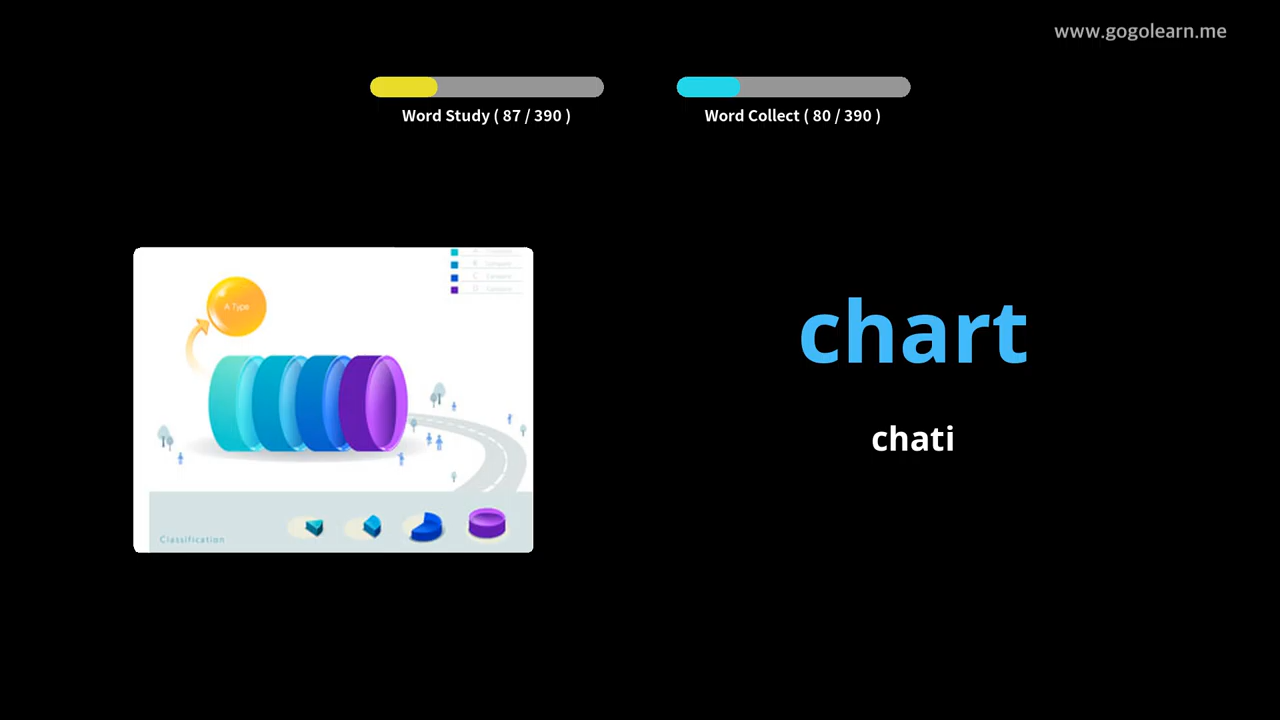 www.gogolearn.me
Word Study ( 87 / 390 )
Word Collect ( 80 / 390 )
chart
chati
A Type
C
D
Classification